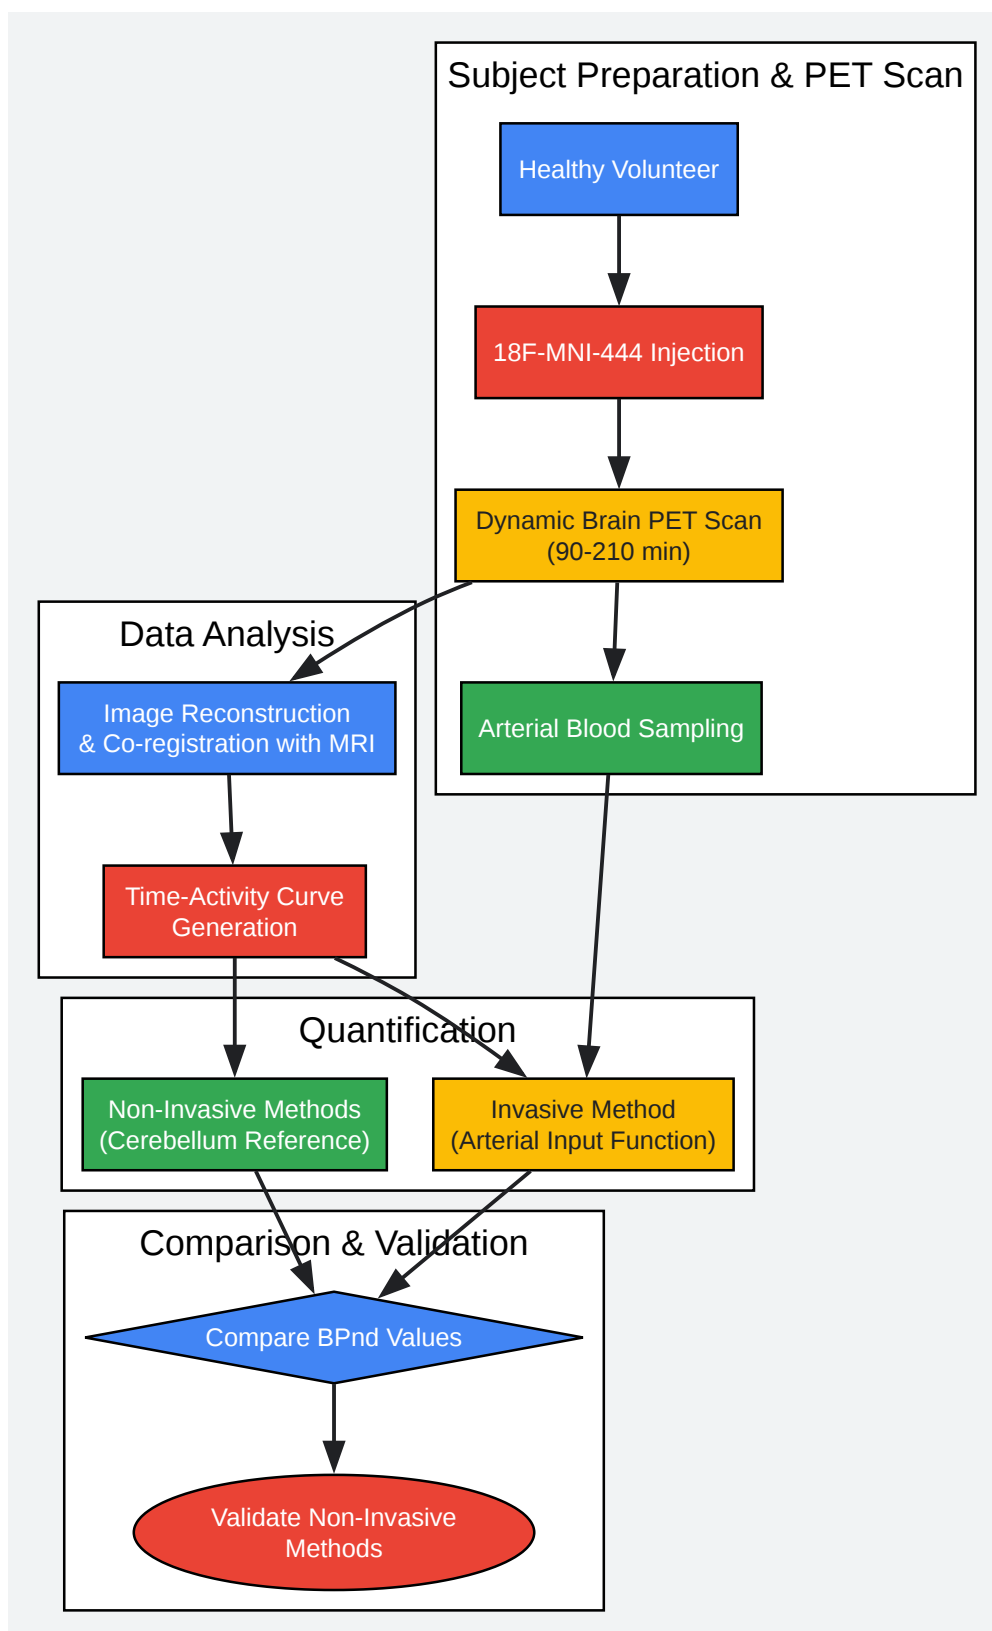 Subject Preparation & PET Scan
Healthy Volunteer
18F-MNI-444 Injection
Dynamic Brain PET Scan
(90-210 min)
Data Analysis
Image Reconstruction
& Co-registration with MRI
Arterial Blood Sampling
Time-Activity Curve
Generation
Quantification
Non-Invasive Methods
(Cerebellum Reference)
Invasive Method
(Arterial Input Function)
Comparison & Validation
Compare BPnd Values
Validate Non-Invasive
Methods